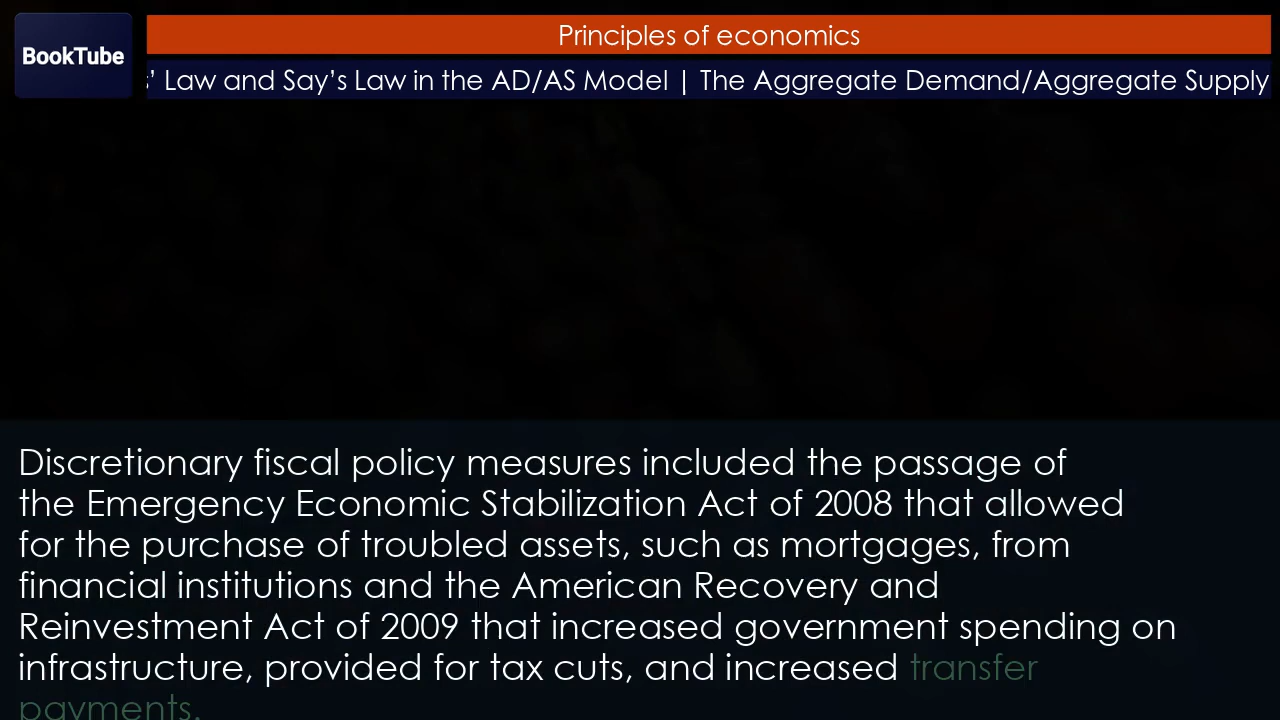 BookTube
Principles of economics
s’ Law and Say’s Law in the AD/AS Model | The Aggregate Demand/Aggregate Supply
Discretionary fiscal policy measures included the passage of
the Emergency Economic Stabilization Act of 2008 that allowed
for the purchase of troubled assets, such as mortgages, from
financial institutions and the American Recovery and
Reinvestment Act of 2009 that increased government spending on
infrastructure, provided for tax cuts, and increased transfer
payments.